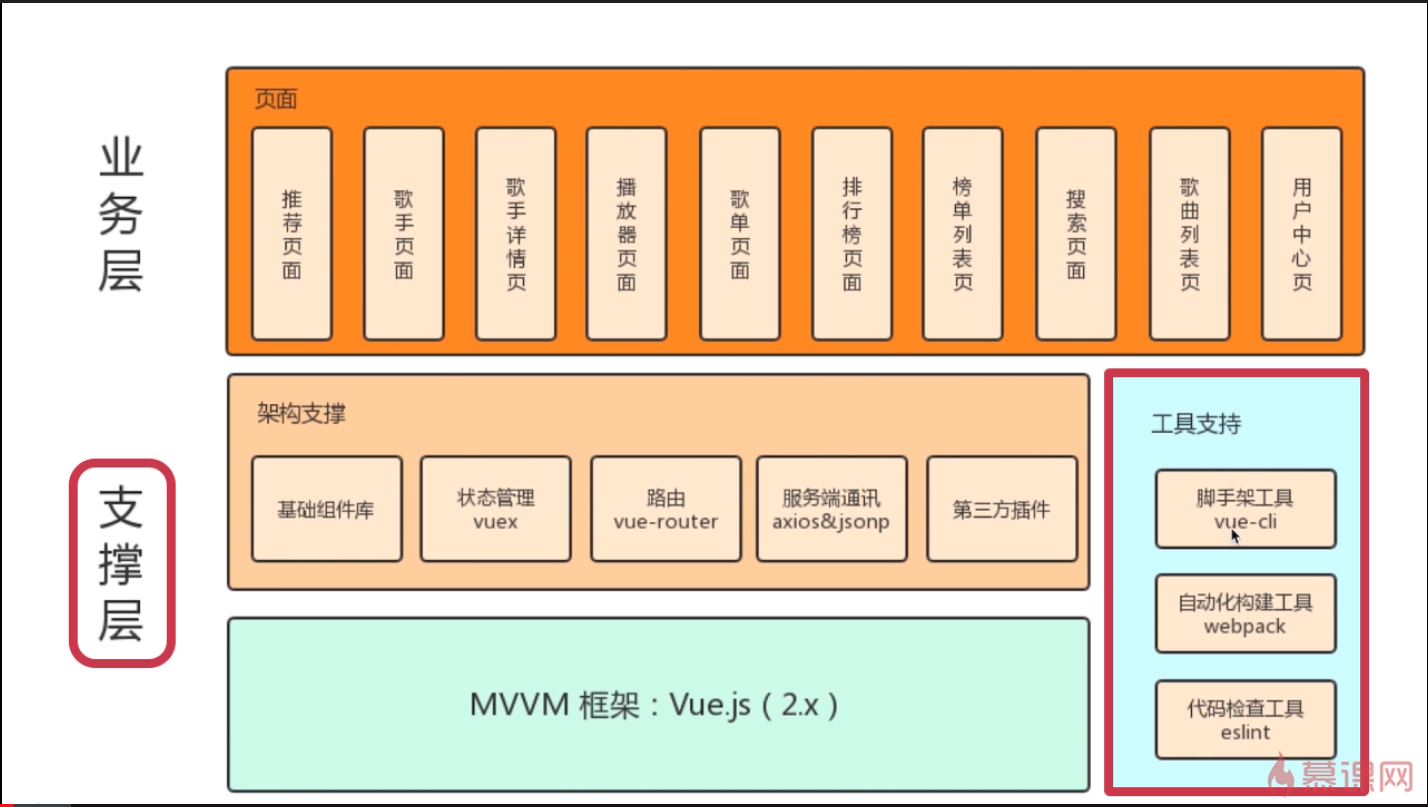 业务层
页面
推荐页面
歌手页面
歌手详情页
播放器页面
歌单页面
排行榜页面
榜单列表页
搜索页面
歌曲列表页
用户中心页
支撑层
架构支撑
基础组件库
状态管理
vuex
路由
vue-router
服务端通讯
axios&jsonp
第三方插件
MVVM 框架：Vue.js（2.x）
工具支持
脚手架工具
vue-cli
自动化构建工具
webpack
代码检查工具
eslint
慕课网